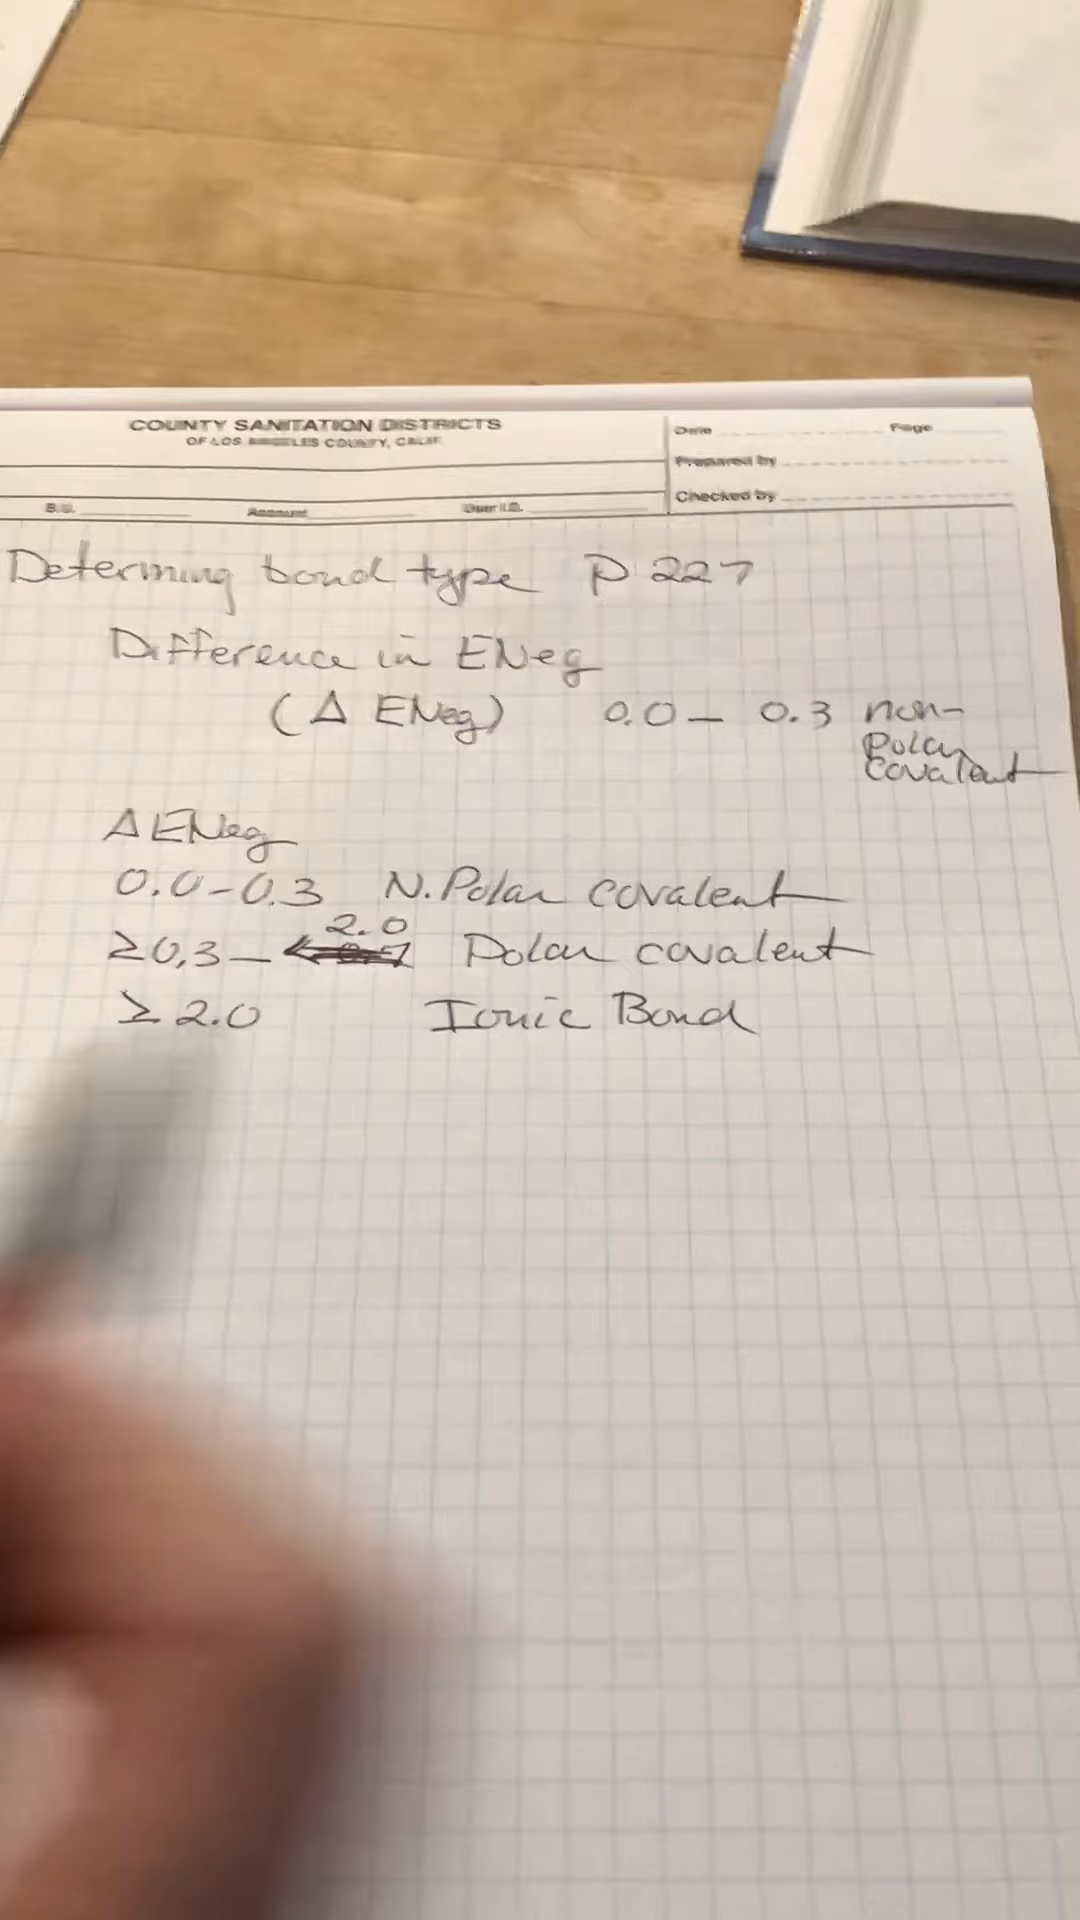 COUNTY SANITATION DISTRICTS
OF LOS ANGELES COUNTY, CALIF.
Date Page
Prepared by
Checked by
B.U. Account User I.D.
Determing bond type P 227
Difference in ENeg
(Δ ENeg) 0.0 – 0.3 non-
Polar
covalent
Δ ENeg
0.0-0.3 N.Polar covalent
2.0
≥0.3 – Polar covalent
≥ 2.0 Ionic Bond